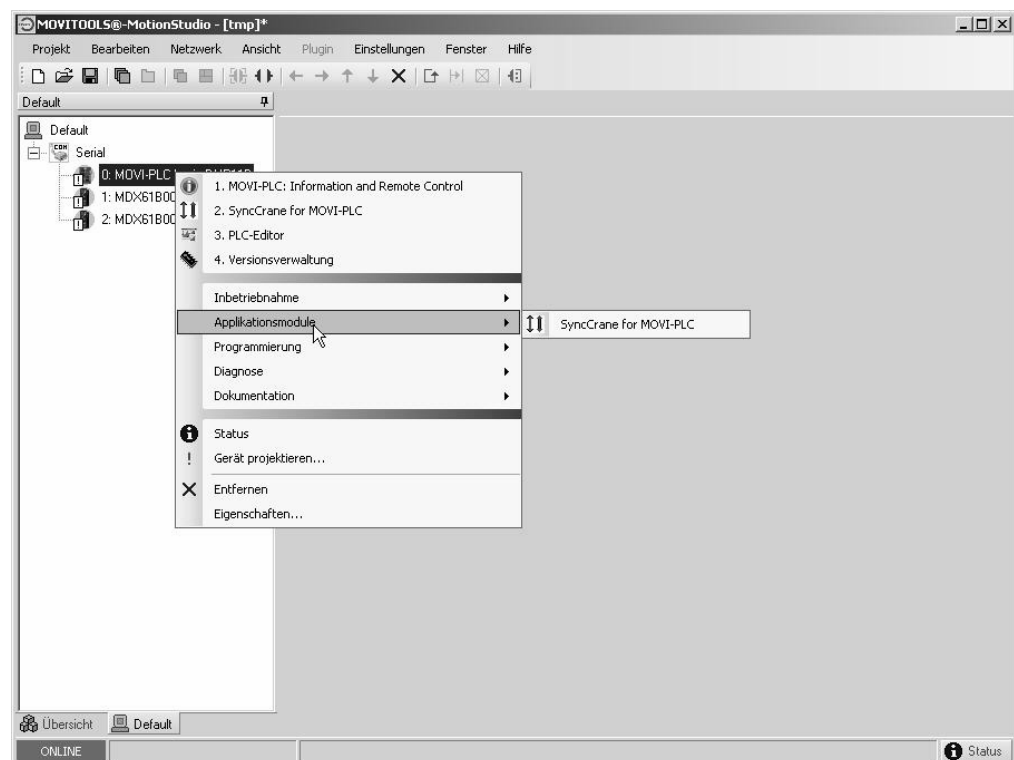 MOVITOOLS®-MotionStudio - [tmp]*
Projekt Bearbeiten Netzwerk Ansicht Plugin Einstellungen Fenster Hilfe
Default
Default
Serial
0: MOVI-PLC
1: MDX61B00
2: MDX61B00
1. MOVI-PLC: Information and Remote Control
2. SyncCrane for MOVI-PLC
3. PLC-Editor
4. Versionsverwaltung
Inbetriebnahme
Applikationsmodule
SyncCrane for MOVI-PLC
Programmierung
Diagnose
Dokumentation
Status
Gerät projektieren...
Entfernen
Eigenschaften...
Übersicht Default
ONLINE Status